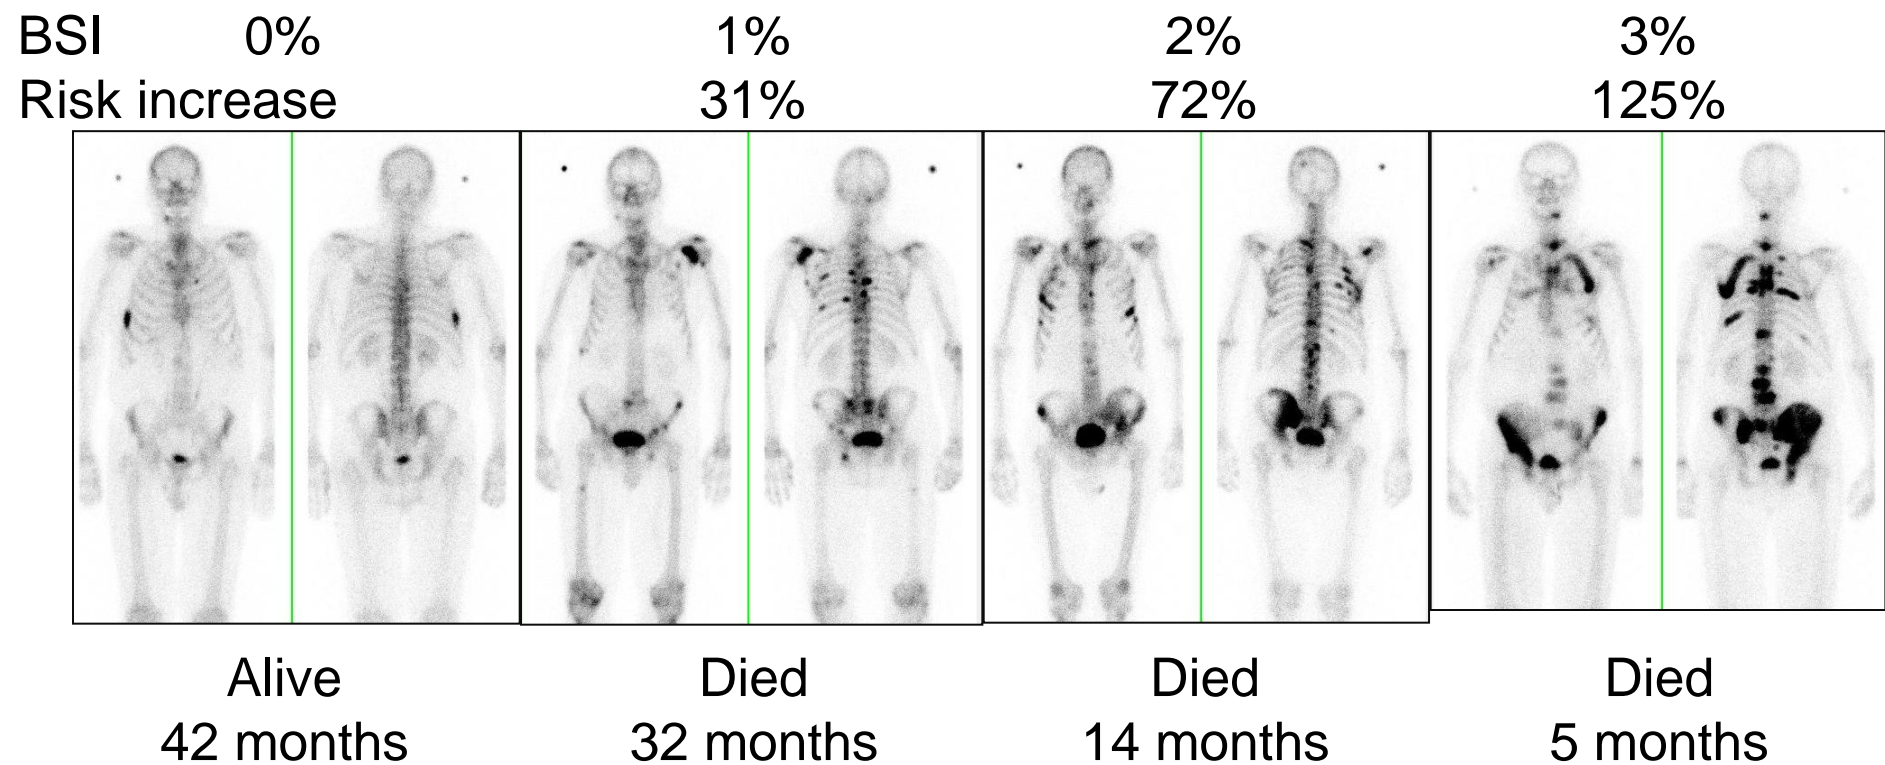 BSI 0% 1% 2% 3%
Risk increase 31% 72% 125%
Alive Died Died Died
42 months 32 months 14 months 5 months